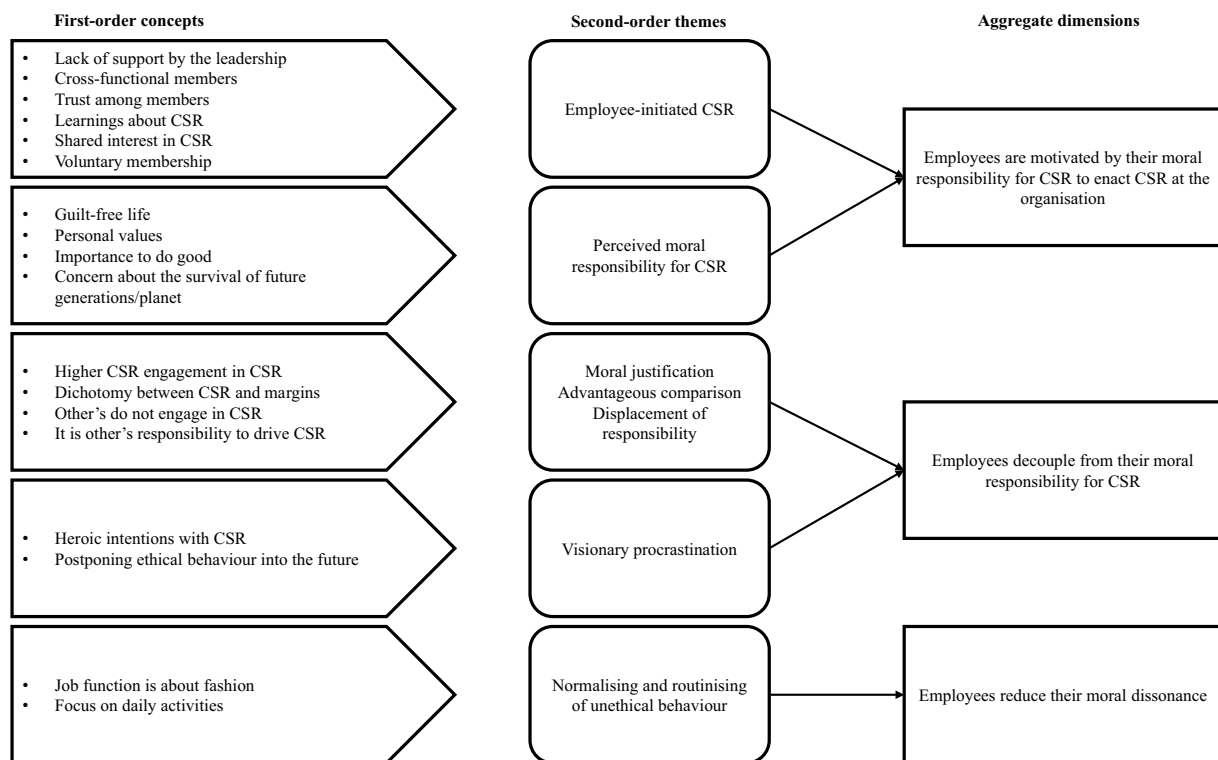 First-order concepts
Second-order themes
Aggregate dimensions
• Lack of support by the leadership
• Cross-functional members
• Trust among members
• Learnings about CSR
• Shared interest in CSR
• Voluntary membership
Employee-initiated CSR
Employees are motivated by their moral
responsibility for CSR to enact CSR at the
organisation
• Guilt-free life
• Personal values
• Importance to do good
• Concern about the survival of future
generations/planet
Perceived moral
responsibility for CSR
• Higher CSR engagement in CSR
• Dichotomy between CSR and margins
• Other’s do not engage in CSR
• It is other’s responsibility to drive CSR
Moral justification
Advantageous comparison
Displacement of
responsibility
Employees decouple from their moral
responsibility for CSR
• Heroic intentions with CSR
• Postponing ethical behaviour into the future
Visionary procrastination
• Job function is about fashion
• Focus on daily activities
Normalising and routinising
of unethical behaviour
Employees reduce their moral dissonance